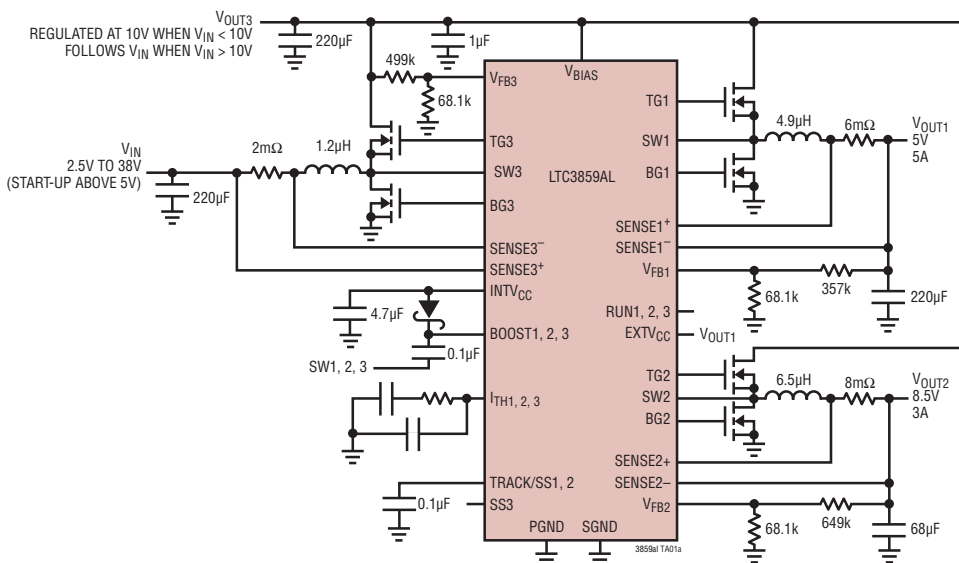 VOUT3
REGULATED AT 10V WHEN VIN < 10V
FOLLOWS VIN WHEN VIN > 10V
220µF
1µF
499k
68.1k
VFB3
VBIAS
TG1
4.9µH
6mΩ
VOUT1
5V
5A
VIN
2.5V TO 38V
(START-UP ABOVE 5V)
2mΩ
1.2µH
220µF
TG3
SW3
BG3
LTC3859AL
SW1
BG1
SENSE3–
SENSE3+
SENSE1+
SENSE1–
VFB1
68.1k
357k
220µF
INTVCC
4.7µF
BOOST1, 2, 3
0.1µF
SW1, 2, 3
RUN1, 2, 3
EXTVCC
VOUT1
ITH1, 2, 3
TG2
SW2
BG2
6.5µH
8mΩ
VOUT2
8.5V
3A
SENSE2+
SENSE2–
VFB2
68.1k
649k
68µF
TRACK/SS1, 2
0.1µF
SS3
PGND
SGND
3859al TA01a